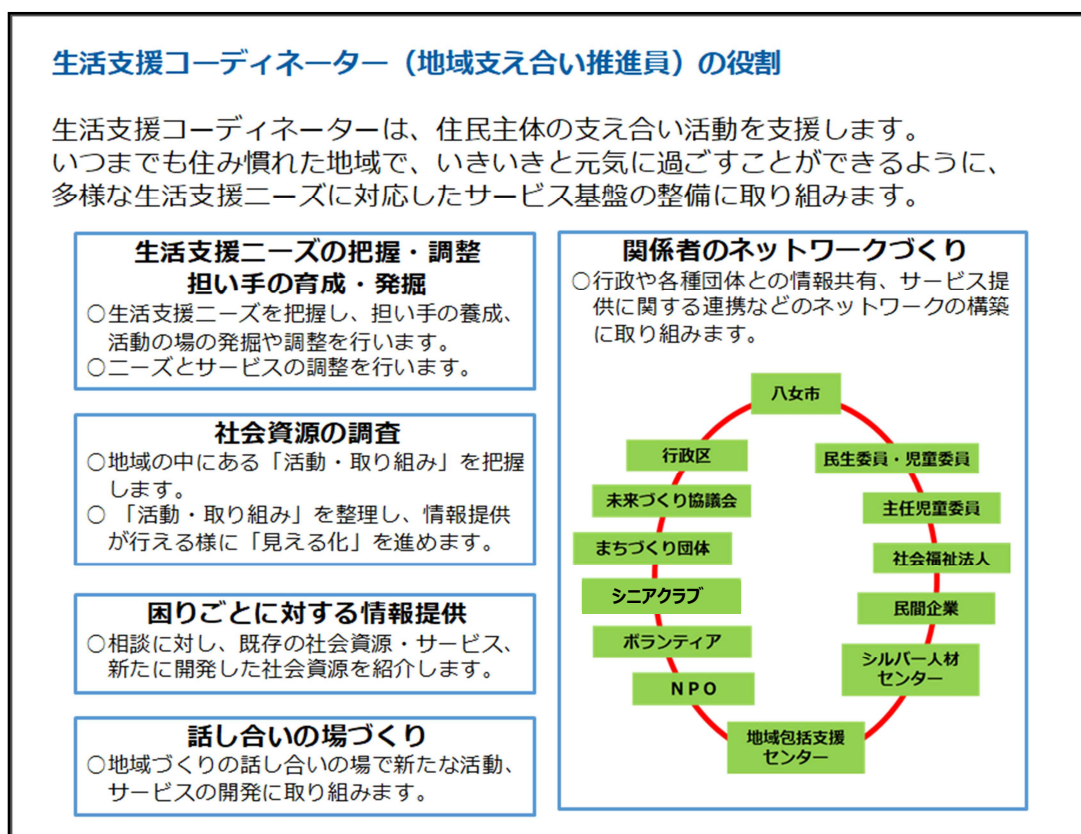 生活支援コーディネーター（地域支え合い推進員）の役割
生活支援コーディネーターは、住民主体の支え合い活動を支援します。
いつまでも住み慣れた地域で、いきいきと元気に過ごすことができるように、
多様な生活支援ニーズに対応したサービス基盤の整備に取り組みます。
生活支援ニーズの把握・調整
担い手の育成・発掘
○生活支援ニーズを把握し、担い手の養成、
活動の場の発掘や調整を行います。
○ニーズとサービスの調整を行います。
社会資源の調査
○地域の中にある「活動・取り組み」を把握
します。
○「活動・取り組み」を整理し、情報提供
が行える様に「見える化」を進めます。
困りごとに対する情報提供
○相談に対し、既存の社会資源・サービス、
新たに開発した社会資源を紹介します。
話し合いの場づくり
○地域づくりの話し合いの場で新たな活動、
サービスの開発に取り組みます。
関係者のネットワークづくり
○行政や各種団体との情報共有、サービス提
供に関する連携などのネットワークの構築
に取り組みます。
八女市
行政区
未来づくり協議会
まちづくり団体
シニアクラブ
ボランティア
ＮＰＯ
民生委員・児童委員
主任児童委員
社会福祉法人
民間企業
シルバー人材
センター
地域包括支援
センター